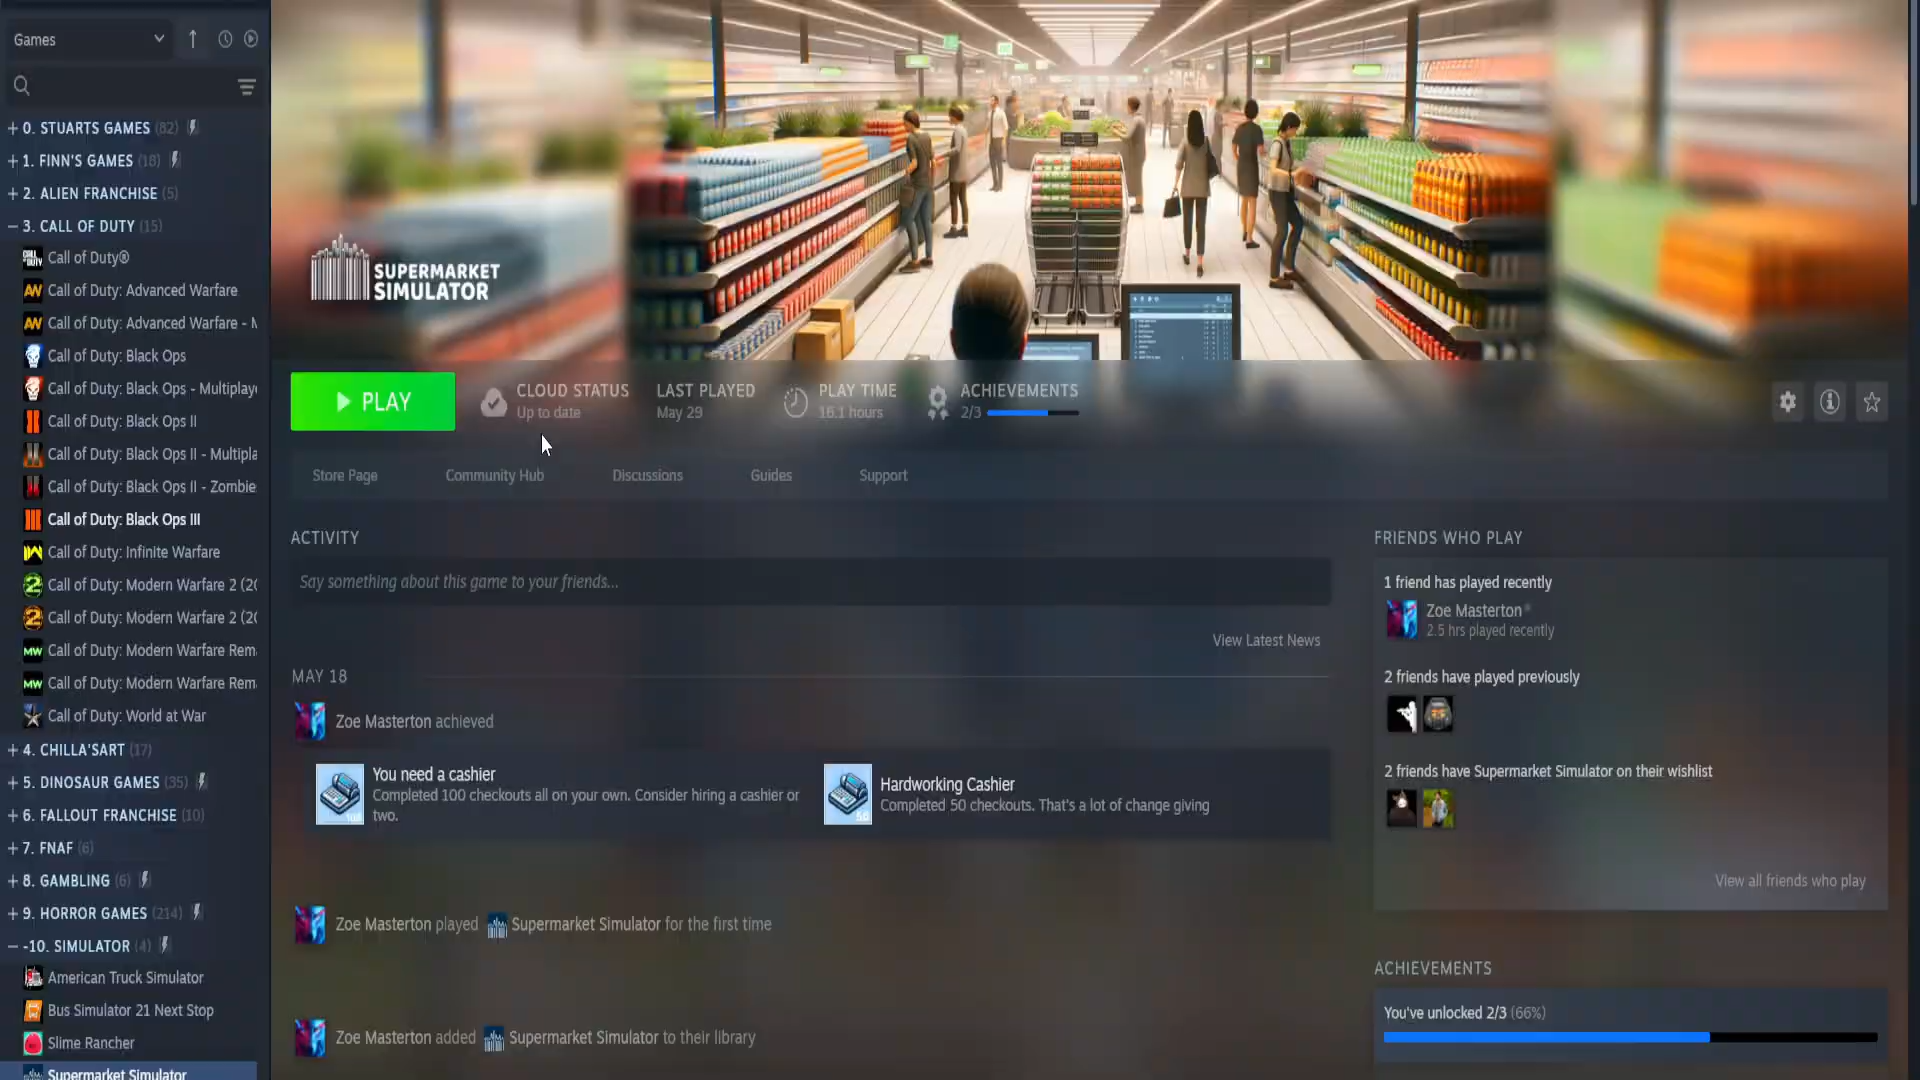 Games
0. STUARTS GAMES (82)
1. FINN'S GAMES (18)
2. ALIEN FRANCHISE (5)
3. CALL OF DUTY (15)
Call of Duty®
Call of Duty: Advanced Warfare
Call of Duty: Advanced Warfare - M
Call of Duty: Black Ops
Call of Duty: Black Ops - Multiplaye
Call of Duty: Black Ops II
Call of Duty: Black Ops II - Multipla
Call of Duty: Black Ops II - Zombie
Call of Duty: Black Ops III
Call of Duty: Infinite Warfare
Call of Duty: Modern Warfare 2 (20
Call of Duty: Modern Warfare 2 (20
Call of Duty: Modern Warfare Rem
Call of Duty: Modern Warfare Rem
Call of Duty: World at War
4. CHILLA'SART (17)
5. DINOSAUR GAMES (35)
6. FALLOUT FRANCHISE (10)
7. FNAF (6)
8. GAMBLING (6)
9. HORROR GAMES (214)
-10. SIMULATOR (4)
American Truck Simulator
Bus Simulator 21 Next Stop
Slime Rancher
Supermarket Simulator
SUPERMARKET
SIMULATOR
PLAY
CLOUD STATUS
Up to date
LAST PLAYED
May 29
PLAY TIME
16.1 hours
ACHIEVEMENTS
2/3
Store Page
Community Hub
Discussions
Guides
Support
ACTIVITY
Say something about this game to your friends...
View Latest News
MAY 18
Zoe Masterton achieved
You need a cashier
Completed 100 checkouts all on your own. Consider hiring a cashier or
two.
Hardworking Cashier
Completed 50 checkouts. That's a lot of change giving
Zoe Masterton played Supermarket Simulator for the first time
Zoe Masterton added Supermarket Simulator to their library
FRIENDS WHO PLAY
1 friend has played recently
Zoe Masterton
2.5 hrs played recently
2 friends have played previously
2 friends have Supermarket Simulator on their wishlist
View all friends who play
ACHIEVEMENTS
You've unlocked 2/3 (66%)